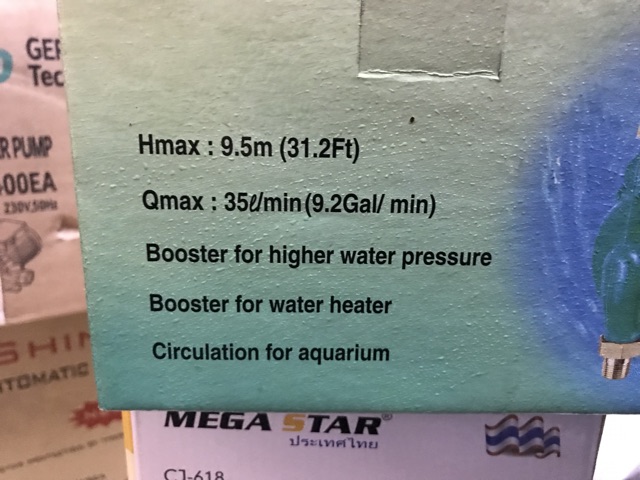 GE
Tec
R PUMP
00EA
230V,50Hz
Hmax : 9.5m (31.2Ft)
Qmax : 35ℓ/min (9.2Gal/ min)
Booster for higher water pressure
Booster for water heater
Circulation for aquarium
SHIM
TOMATIC
MEGA STAR®
ประเทศไทย
CJ-618